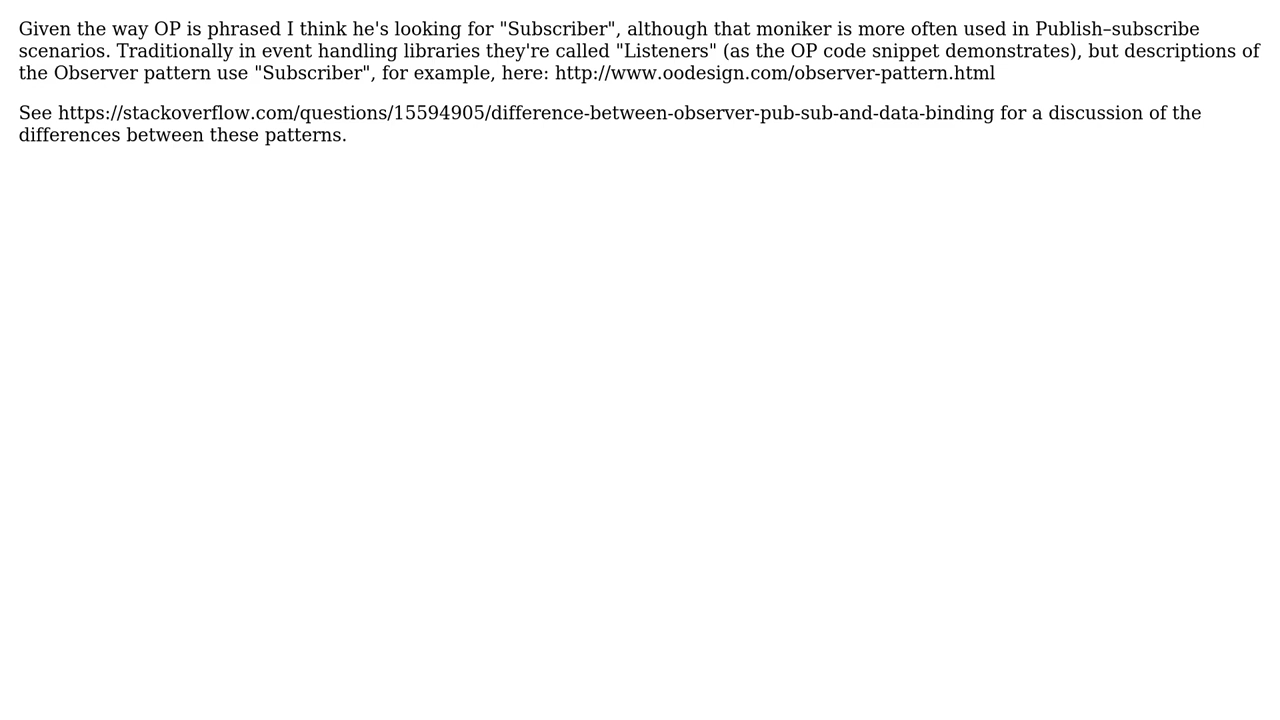 Given the way OP is phrased I think he's looking for "Subscriber", although that moniker is more often used in Publish–subscribe
scenarios. Traditionally in event handling libraries they're called "Listeners" (as the OP code snippet demonstrates), but descriptions of
the Observer pattern use "Subscriber", for example, here: http://www.oodesign.com/observer-pattern.html
See https://stackoverflow.com/questions/15594905/difference-between-observer-pub-sub-and-data-binding for a discussion of the
differences between these patterns.